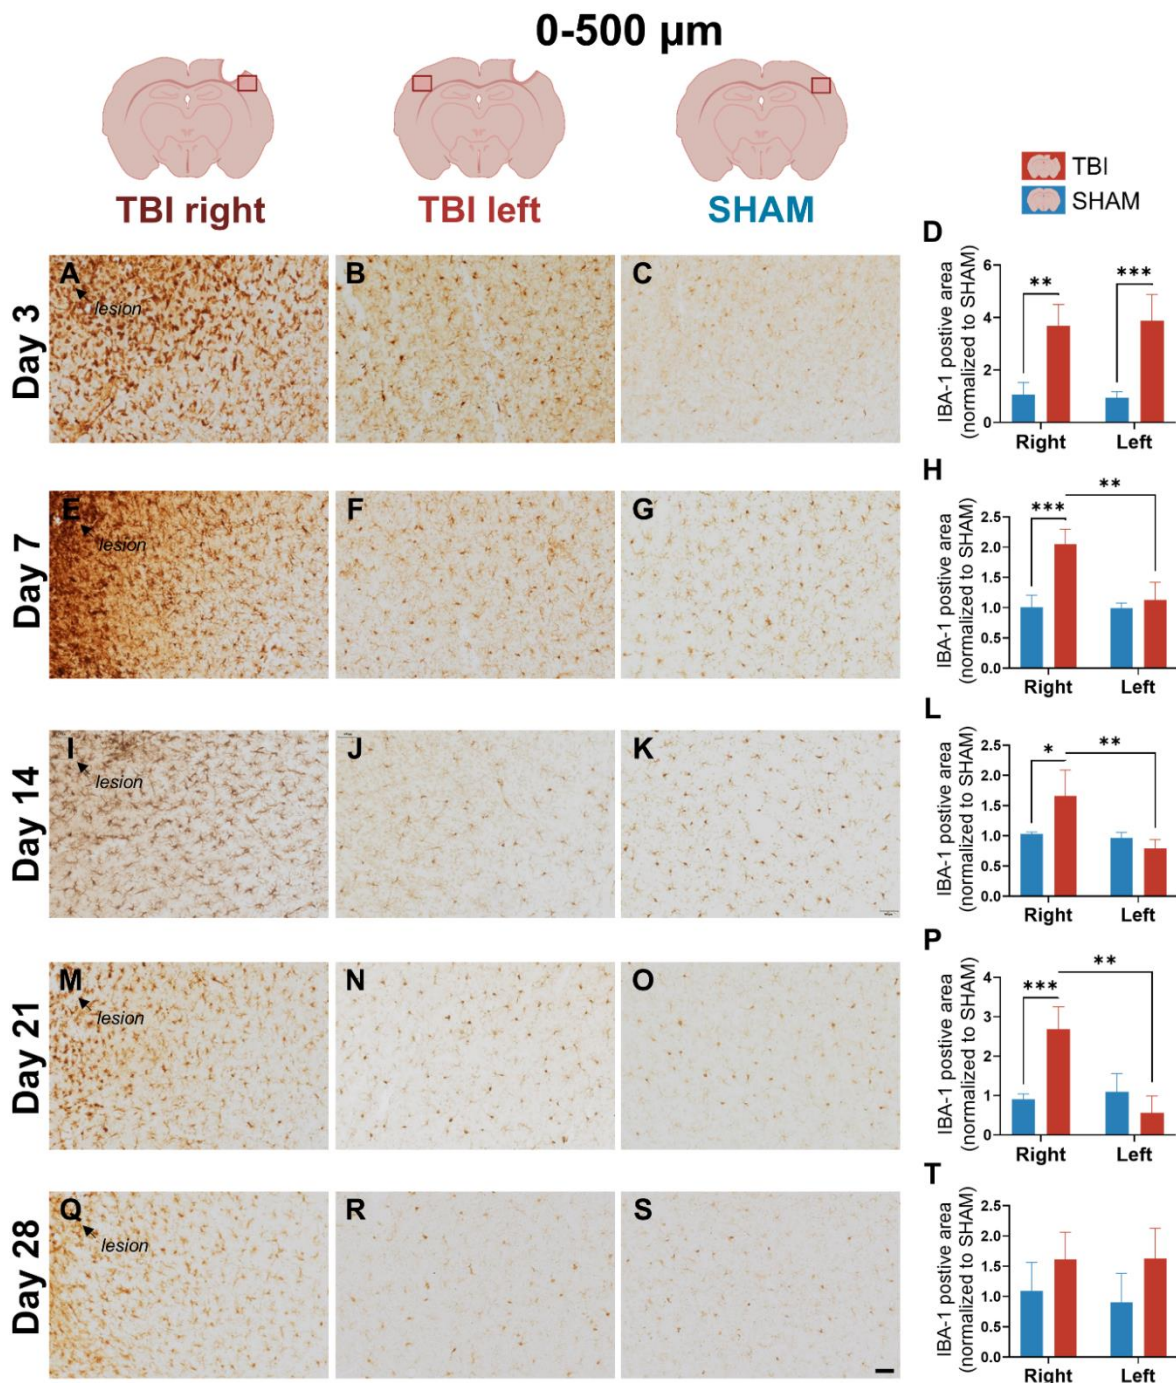 0-500 µm
TBI right
TBI left
SHAM
TBI
SHAM
Day 3
A
lesion
B
C
D
IBA-1 postive area
(normalized to SHAM)
6
4
2
0
**
***
Right
Left
Day 7
E
lesion
F
G
H
IBA-1 postive area
(normalized to SHAM)
2.5
2.0
1.5
1.0
0.5
0.0
***
**
Right
Left
Day 14
I
lesion
J
K
L
IBA-1 postive area
(normalized to SHAM)
2.5
2.0
1.5
1.0
0.5
0.0
*
**
Right
Left
Day 21
M
lesion
N
O
P
IBA-1 postive area
(normalized to SHAM)
4
3
2
1
0
***
**
Right
Left
Day 28
Q
lesion
R
S
T
IBA-1 postive area
(normalized to SHAM)
2.5
2.0
1.5
1.0
0.5
0.0
Right
Left